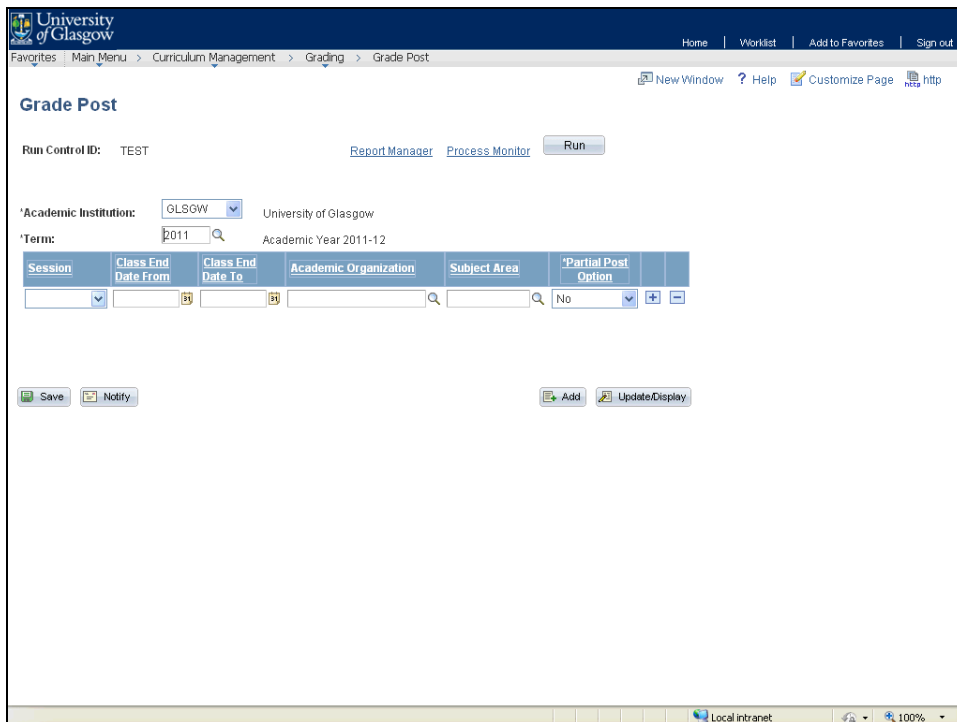 University
of Glasgow
Home | Worklist | Add to Favorites | Sign out
Favorites Main Menu > Curriculum Management > Grading > Grade Post
New Window ? Help Customize Page http
Grade Post
Run Control ID: TEST Report Manager Process Monitor Run
*Academic Institution: GLSGW University of Glasgow
*Term: 2011 Academic Year 2011-12
Session Class End Date From Class End Date To Academic Organization Subject Area *Partial Post Option
31 31 No + −
Save Notify Add Update/Display
Local intranet 100%